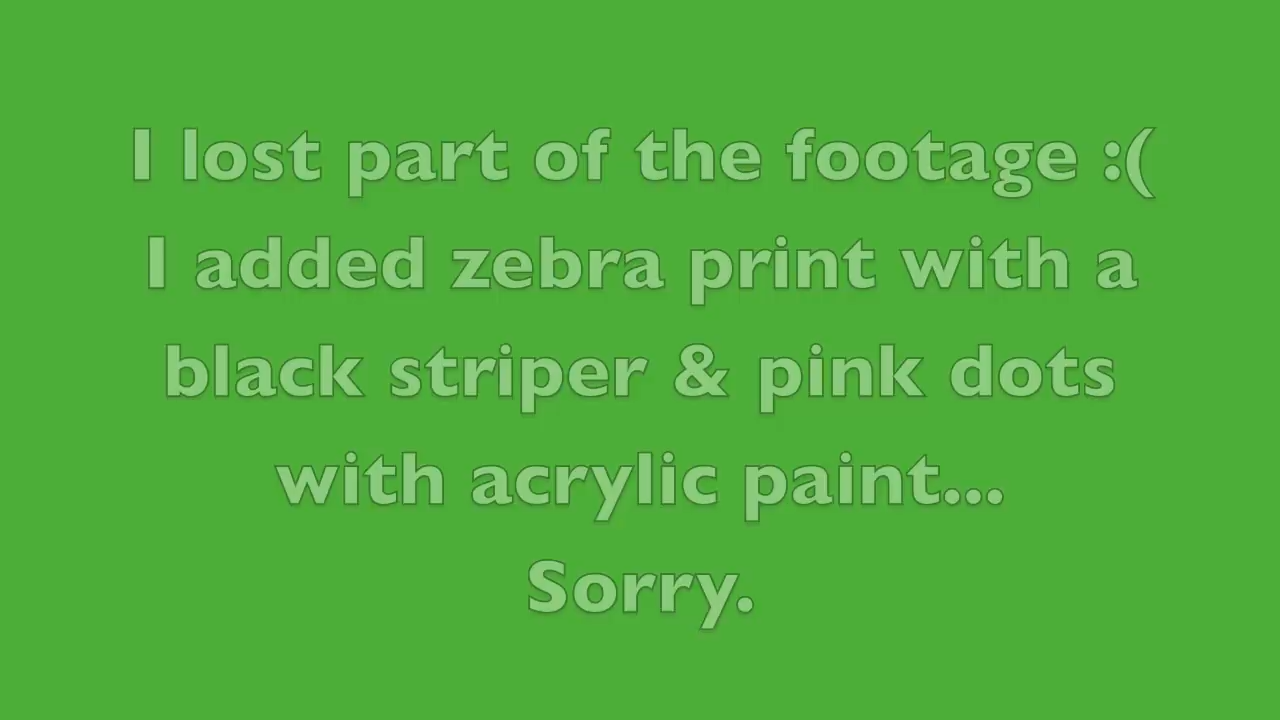 I lost part of the footage :(
I added zebra print with a
black striper & pink dots
with acrylic paint...
Sorry.